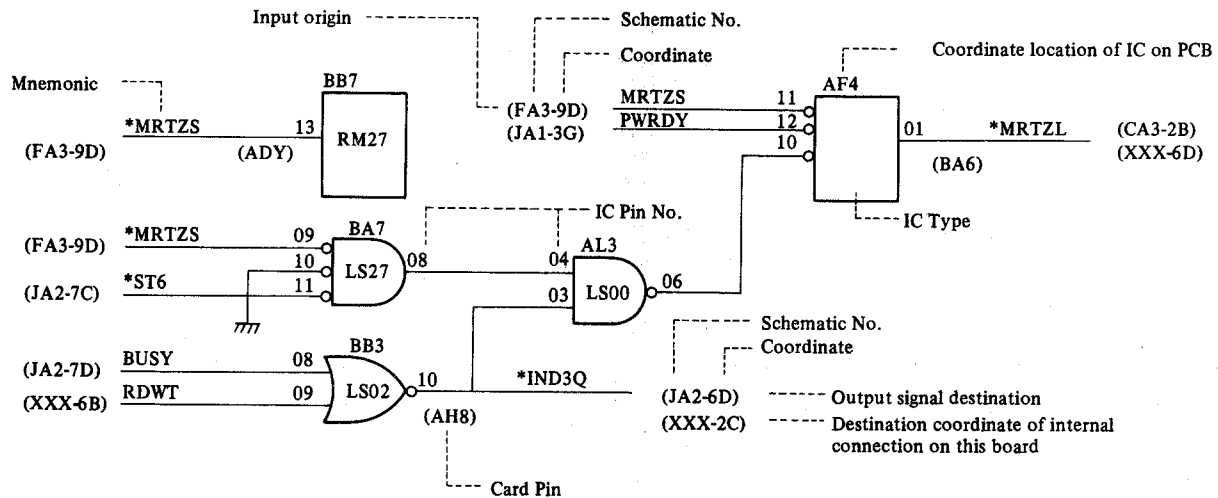 Input origin
Schematic No.
Coordinate
Coordinate location of IC on PCB
Mnemonic
BB7
AF4
*MRTZS
13
RM27
(FA3-9D)
(ADY)
(FA3-9D)
(JA1-3G)
MRTZS
11
PWRDY
12
10
01
*MRTZL
(CA3-2B)
(BA6)
(XXX-6D)
IC Type
IC Pin No.
BA7
(FA3-9D)
*MRTZS
09
10
LS27
08
(JA2-7C)
*ST6
11
AL3
04
03
LS00
06
Schematic No.
Coordinate
BB3
(JA2-7D)
BUSY
08
(XXX-6B)
RDWT
09
LS02
10
*IND3Q
(AH8)
(JA2-6D)
Output signal destination
(XXX-2C)
Destination coordinate of internal
connection on this board
Card Pin